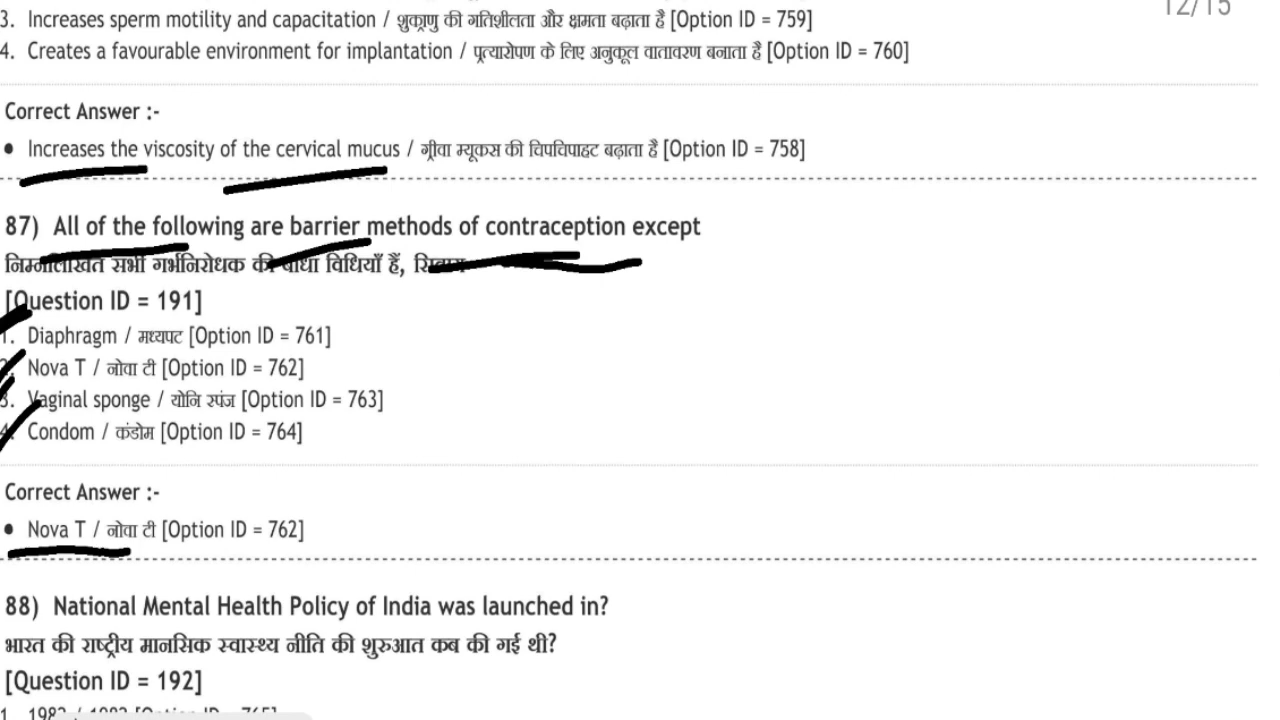 12/15
3. Increases sperm motility and capacitation / शुक्राणु की गतिशीलता और क्षमता बढ़ाता है [Option ID = 759]
4. Creates a favourable environment for implantation / प्रत्यारोपण के लिए अनुकूल वातावरण बनाता है [Option ID = 760]
Correct Answer :-
• Increases the viscosity of the cervical mucus / ग्रीवा म्यूकस की चिपचिपाहट बढ़ाता है [Option ID = 758]
87) All of the following are barrier methods of contraception except
निम्नलिखित सभी गर्भनिरोधक की बाधा विधियाँ हैं, सिवाय
[Question ID = 191]
1. Diaphragm / मध्यपट [Option ID = 761]
2. Nova T / नोवा टी [Option ID = 762]
3. Vaginal sponge / योनि स्पंज [Option ID = 763]
4. Condom / कंडोम [Option ID = 764]
Correct Answer :-
• Nova T / नोवा टी [Option ID = 762]
88) National Mental Health Policy of India was launched in?
भारत की राष्ट्रीय मानसिक स्वास्थ्य नीति की शुरुआत कब की गई थी?
[Question ID = 192]